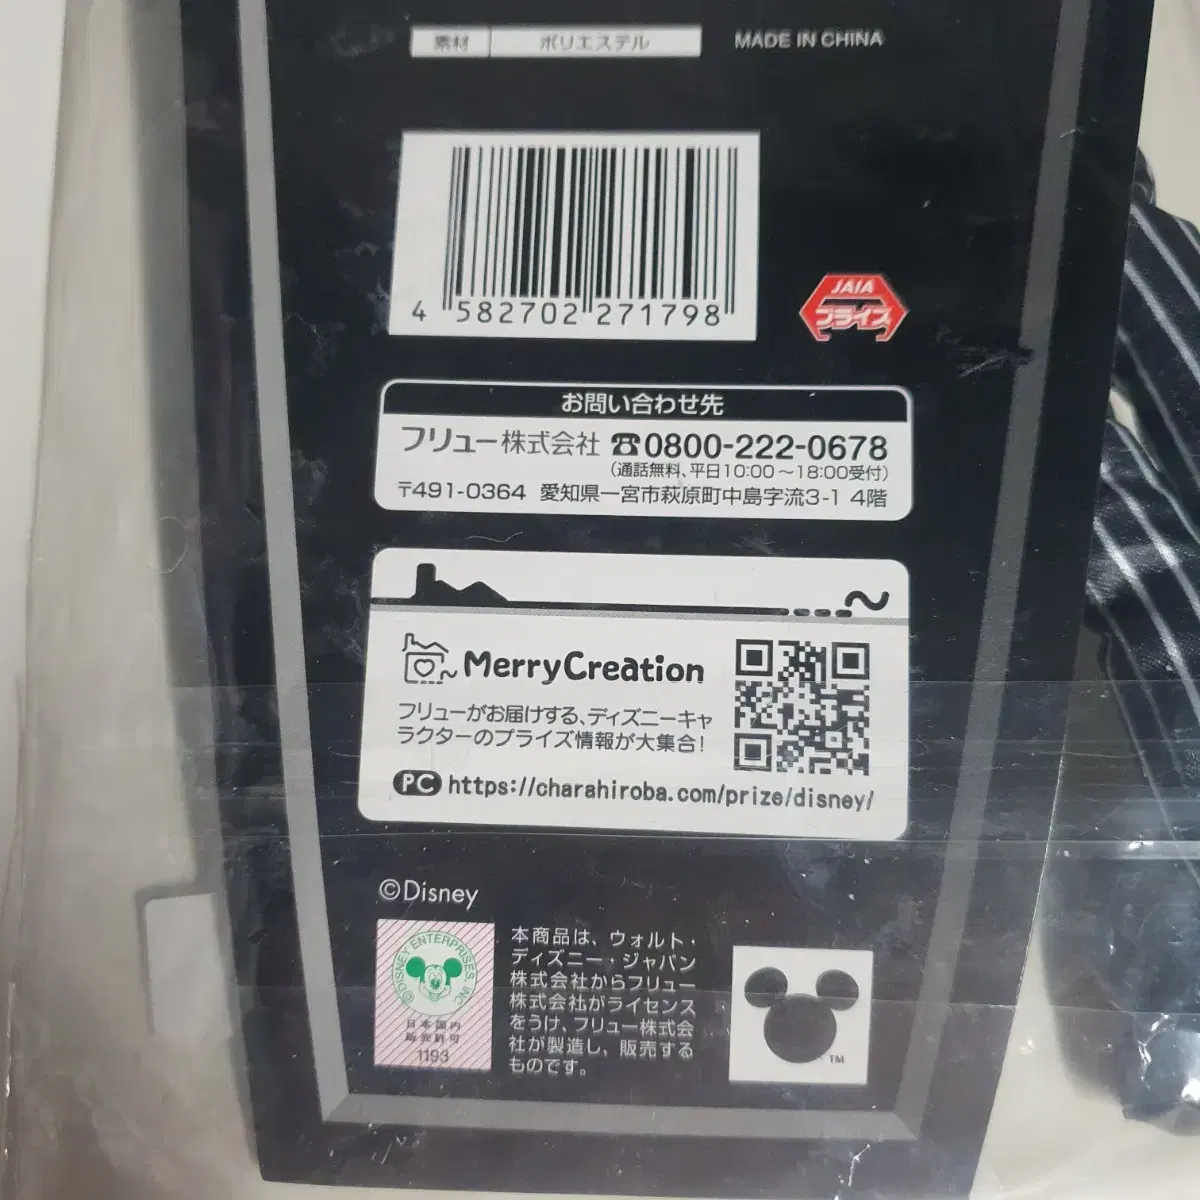 素材 ポリエステル MADE IN CHINA
4 582702 271798
JAIA
プライズ
お問い合わせ先
フリュー株式会社 ☎0800-222-0678
(通話無料、平日10:00～18:00受付)
〒491-0364 愛知県一宮市萩原町中島字流3-1 4階
MerryCreation
フリューがお届けする、ディズニーキャ
ラクターのプライズ情報が大集合!
PC https://charahiroba.com/prize/disney/
©Disney
©DISNEY ENTERPRISES, INC.
日本国内
販売許可
1193
本商品は、ウォルト・
ディズニー・ジャパン
株式会社からフリュー
株式会社がライセンス
をうけ、フリュー株式会
社が製造し、販売する
ものです。
TM